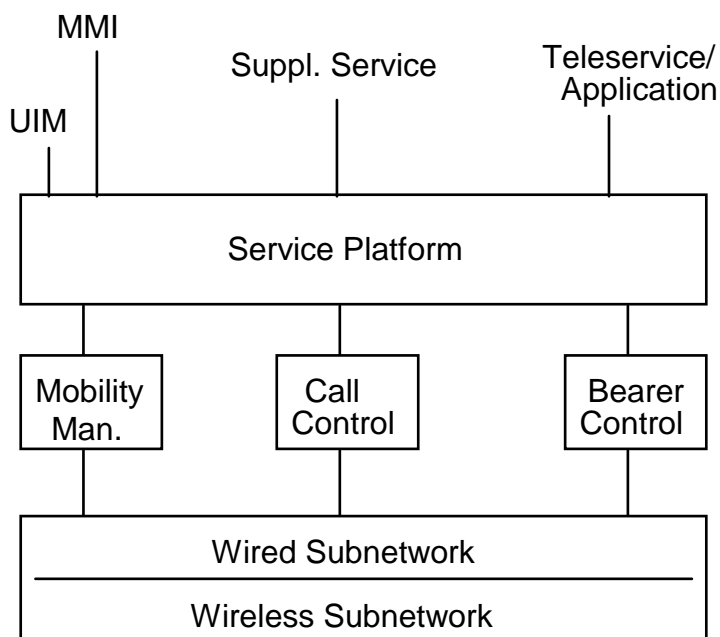 MMI
Suppl. Service
Teleservice/
Application
UIM
Service Platform
Mobility
Man.
Call
Control
Bearer
Control
Wired Subnetwork
Wireless Subnetwork